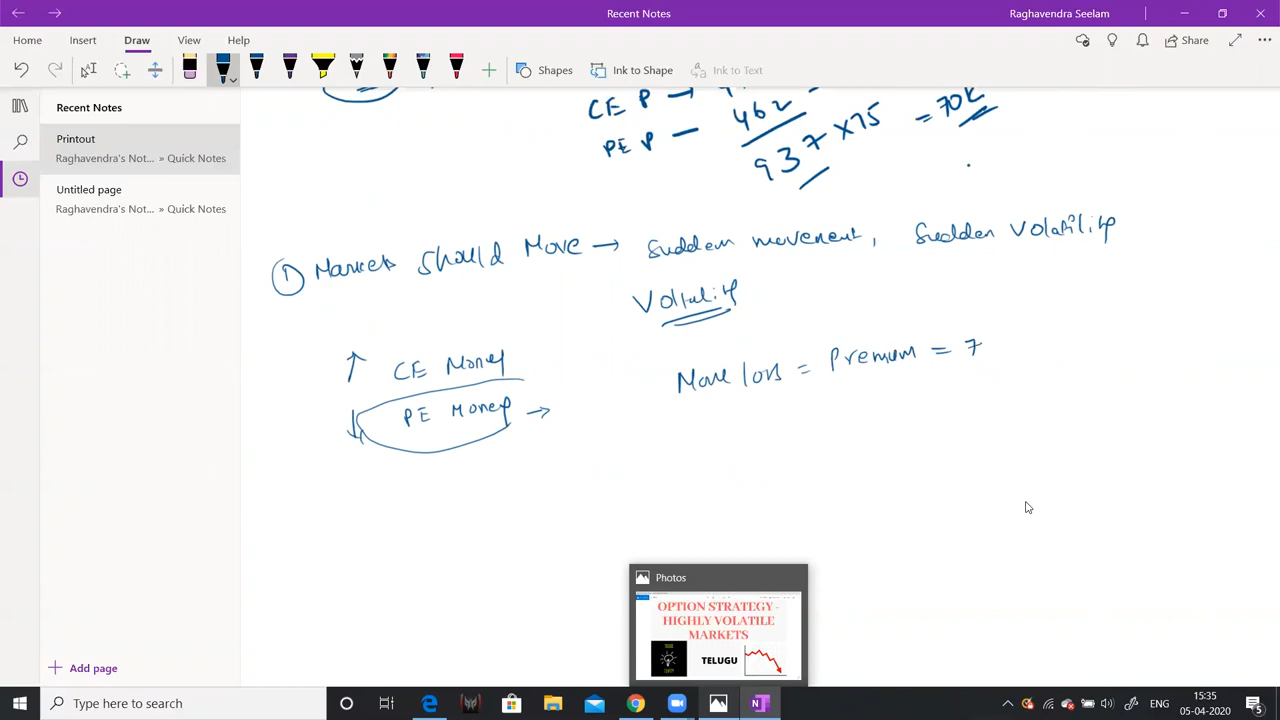 Recent Notes
Raghavendra Seelam
Home Insert Draw View Help
Share
Shapes
Ink to Shape
Ink to Text
Recent Notes
Printout
Raghavendra's Not... » Quick Notes
Untitled page
Raghavendra's Not... » Quick Notes
CE P →
PE P — 462
937 ×75 = 70K
① Markets Should Move → Sudden movement, Sudden Volatility
Voltality
↑ CE Money
↓ PE Money →
Max loss = Premium = 7
Photos
OPTION STRATEGY -
HIGHLY VOLATILE
MARKETS
TELUGU
+ Add page
Type here to search
ENG
15:35
05-04-2020
5